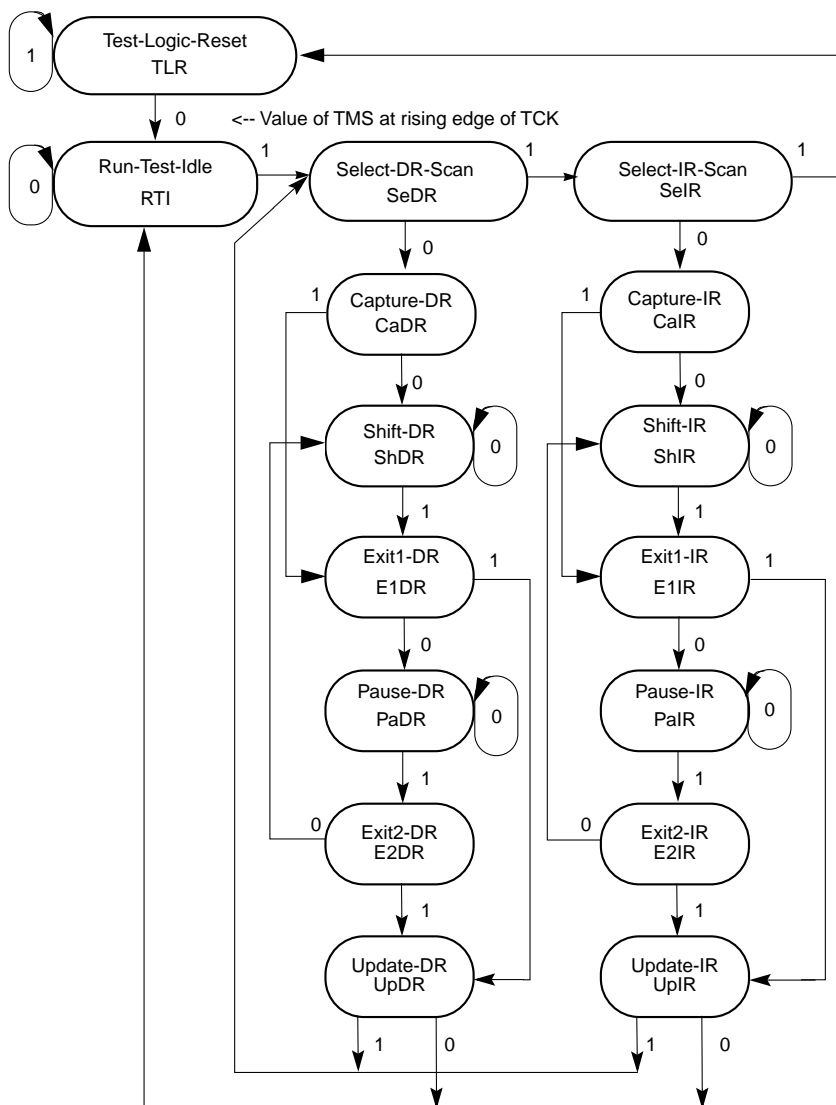 Test-Logic-Reset
TLR
1
0
<-- Value of TMS at rising edge of TCK
Run-Test-Idle
RTI
0
1
Select-DR-Scan
SeDR
1
Select-IR-Scan
SeIR
1
0
0
1
Capture-DR
CaDR
1
Capture-IR
CaIR
0
0
Shift-DR
ShDR
0
Shift-IR
ShIR
0
1
1
Exit1-DR
E1DR
1
Exit1-IR
E1IR
1
0
0
Pause-DR
PaDR
0
Pause-IR
PaIR
0
1
1
0
Exit2-DR
E2DR
0
Exit2-IR
E2IR
1
1
Update-DR
UpDR
Update-IR
UpIR
1
0
1
0